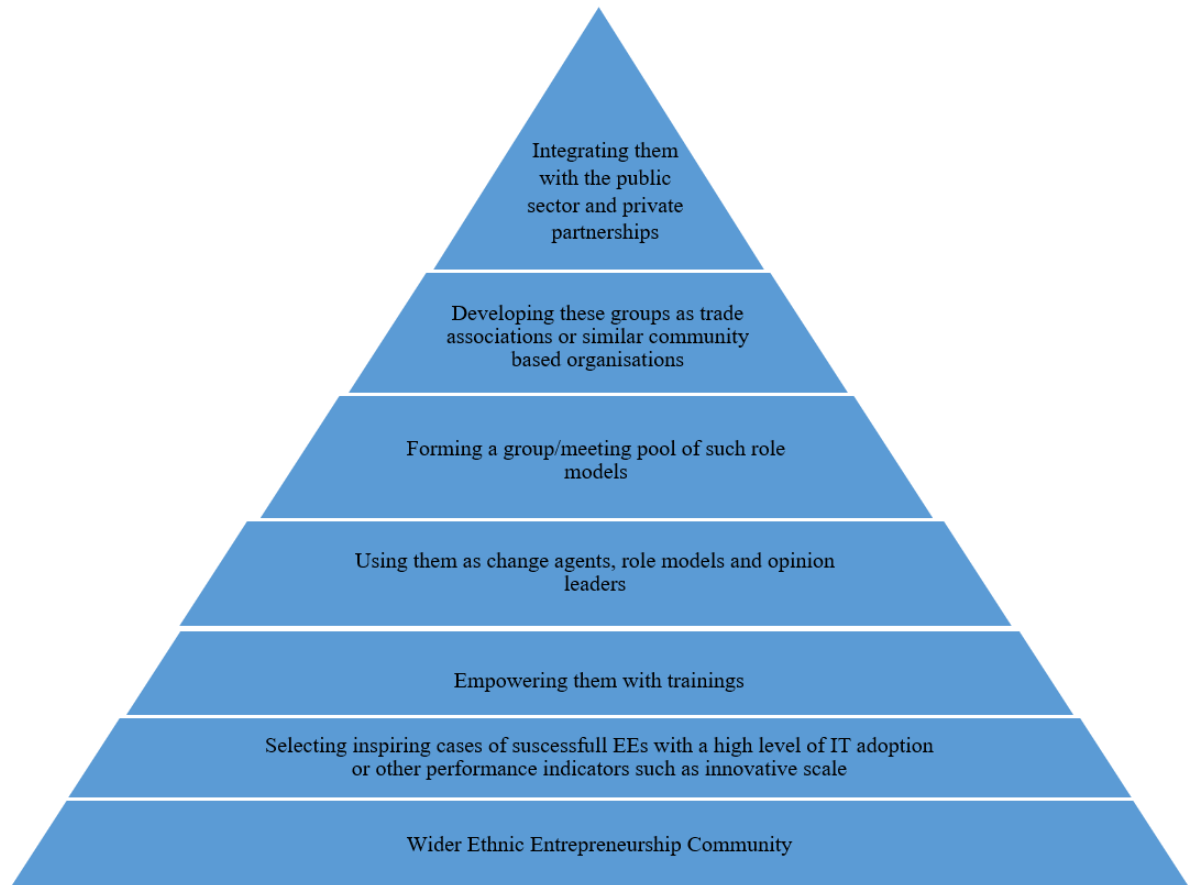 Integrating them
with the public
sector and private
partnerships
Developing these groups as trade
associations or similar community
based organisations
Forming a group/meeting pool of such role
models
Using them as change agents, role models and opinion
leaders
Empowering them with trainings
Selecting inspiring cases of suscessfull EEs with a high level of IT adoption
or other performance indicators such as innovative scale
Wider Ethnic Entrepreneurship Community